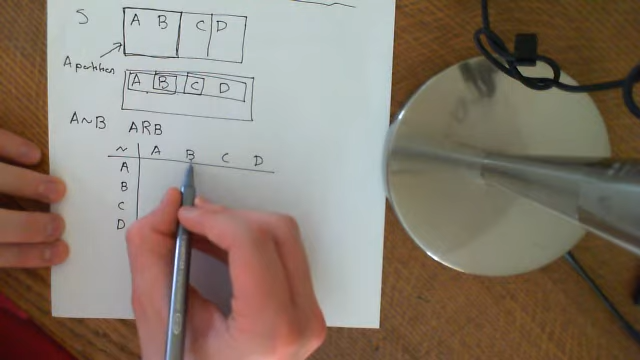 S A B C D
A partition
A B C D
A~B ARB
~ A B C D
A
B
C
D